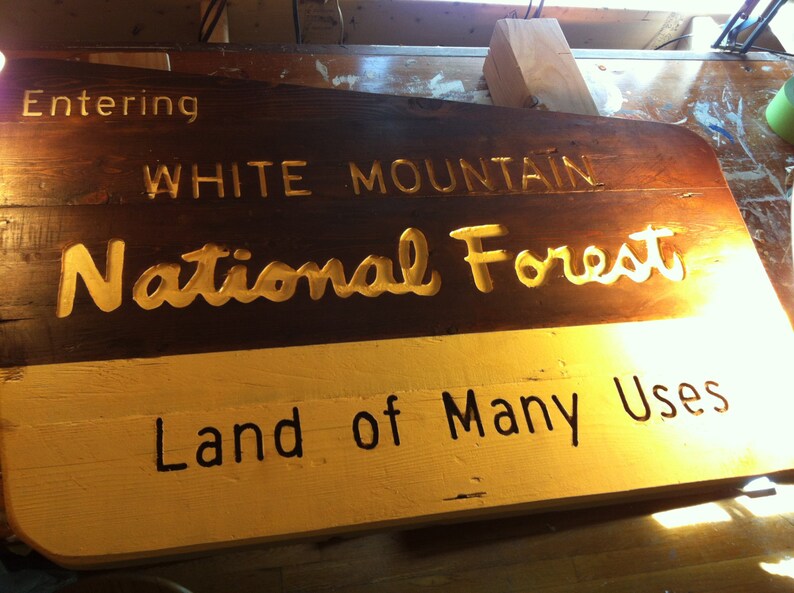 Entering
WHITE MOUNTAIN
National Forest
Land of Many Uses